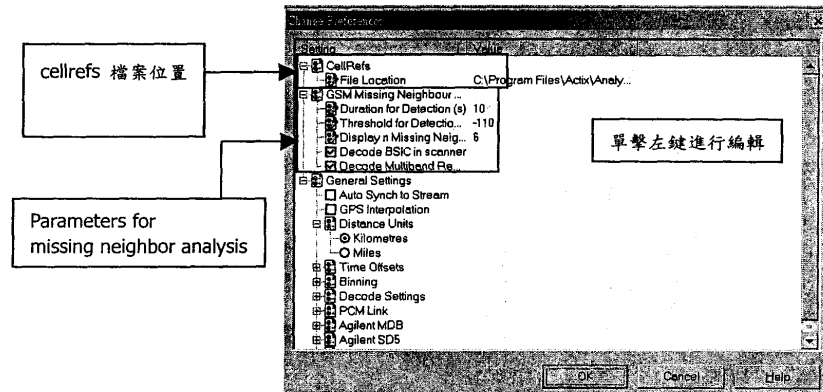 Change Preferences
Setting
Value
cellrefs 檔案位置
CellRefs
File Location C:\Program Files\Actix\Analy...
GSM Missing Neighbour ...
Duration for Detection (s) 10
Threshold for Detectio... -110
Display n Missing Neig... 6
Decode BSIC in scanner
Decode Multiband Re...
單擊左鍵進行編輯
Parameters for
missing neighbor analysis
General Settings
Auto Synch to Stream
GPS Interpolation
Distance Units
Kilometres
Miles
Time Offsets
Binning
Decode Settings
PCM Link
Agilent MDB
Agilent SD5
OK Cancel Help